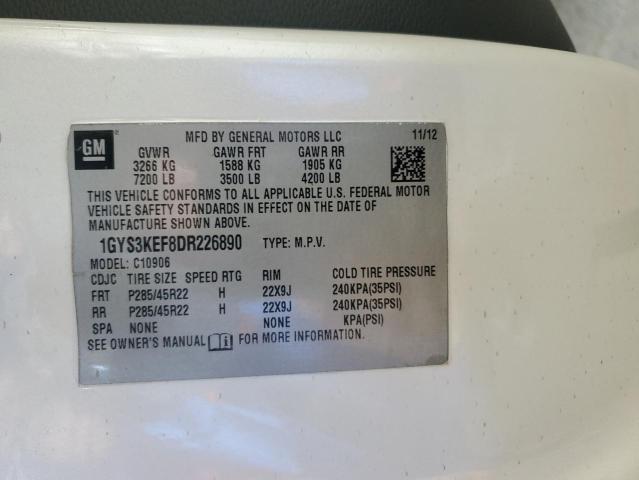 GM MFD BY GENERAL MOTORS LLC 11/12
GVWR GAWR FRT GAWR RR
3266 KG 1588 KG 1905 KG
7200 LB 3500 LB 4200 LB
THIS VEHICLE CONFORMS TO ALL APPLICABLE U.S. FEDERAL MOTOR
VEHICLE SAFETY STANDARDS IN EFFECT ON THE DATE OF
MANUFACTURE SHOWN ABOVE.
1GYS3KEF8DR226890 TYPE: M.P.V.
MODEL: C10906
CDJC TIRE SIZE SPEED RTG RIM COLD TIRE PRESSURE
FRT P285/45R22 H 22X9J 240KPA(35PSI)
RR P285/45R22 H 22X9J 240KPA(35PSI)
SPA NONE NONE KPA(PSI)
SEE OWNER'S MANUAL FOR MORE INFORMATION.